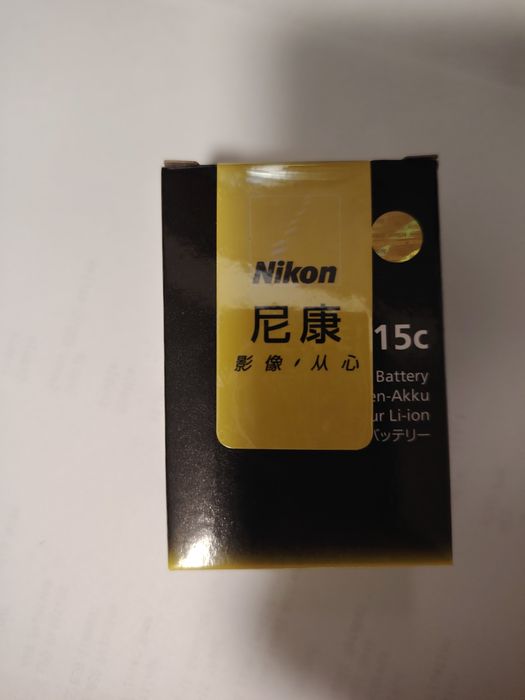 Nikon
尼康
影像,从心
15c
Battery
en-Akku
ur Li-ion
バッテリー